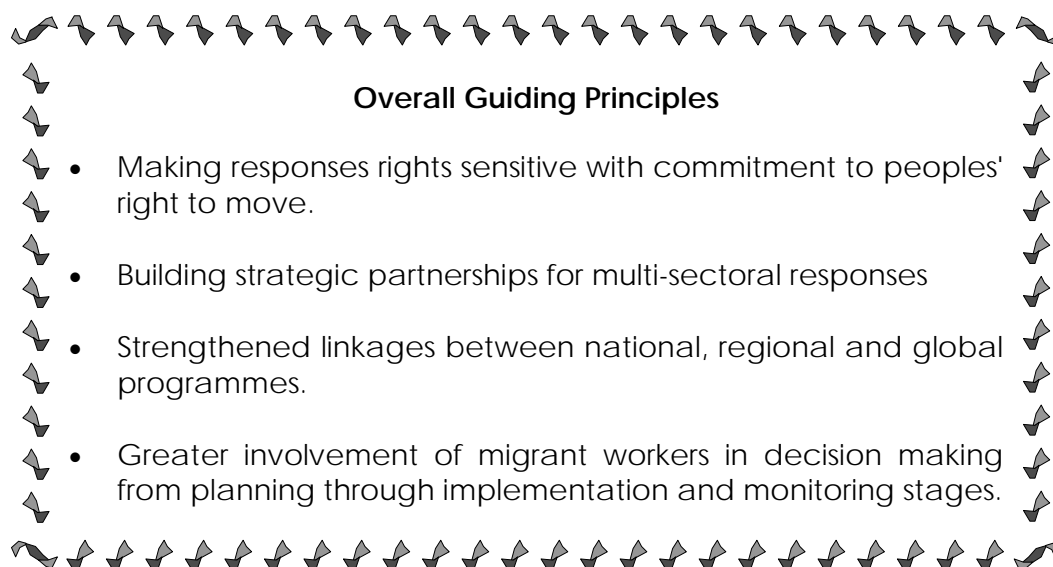 Overall Guiding Principles
• Making responses rights sensitive with commitment to peoples'
right to move.
• Building strategic partnerships for multi-sectoral responses
• Strengthened linkages between national, regional and global
programmes.
• Greater involvement of migrant workers in decision making
from planning through implementation and monitoring stages.